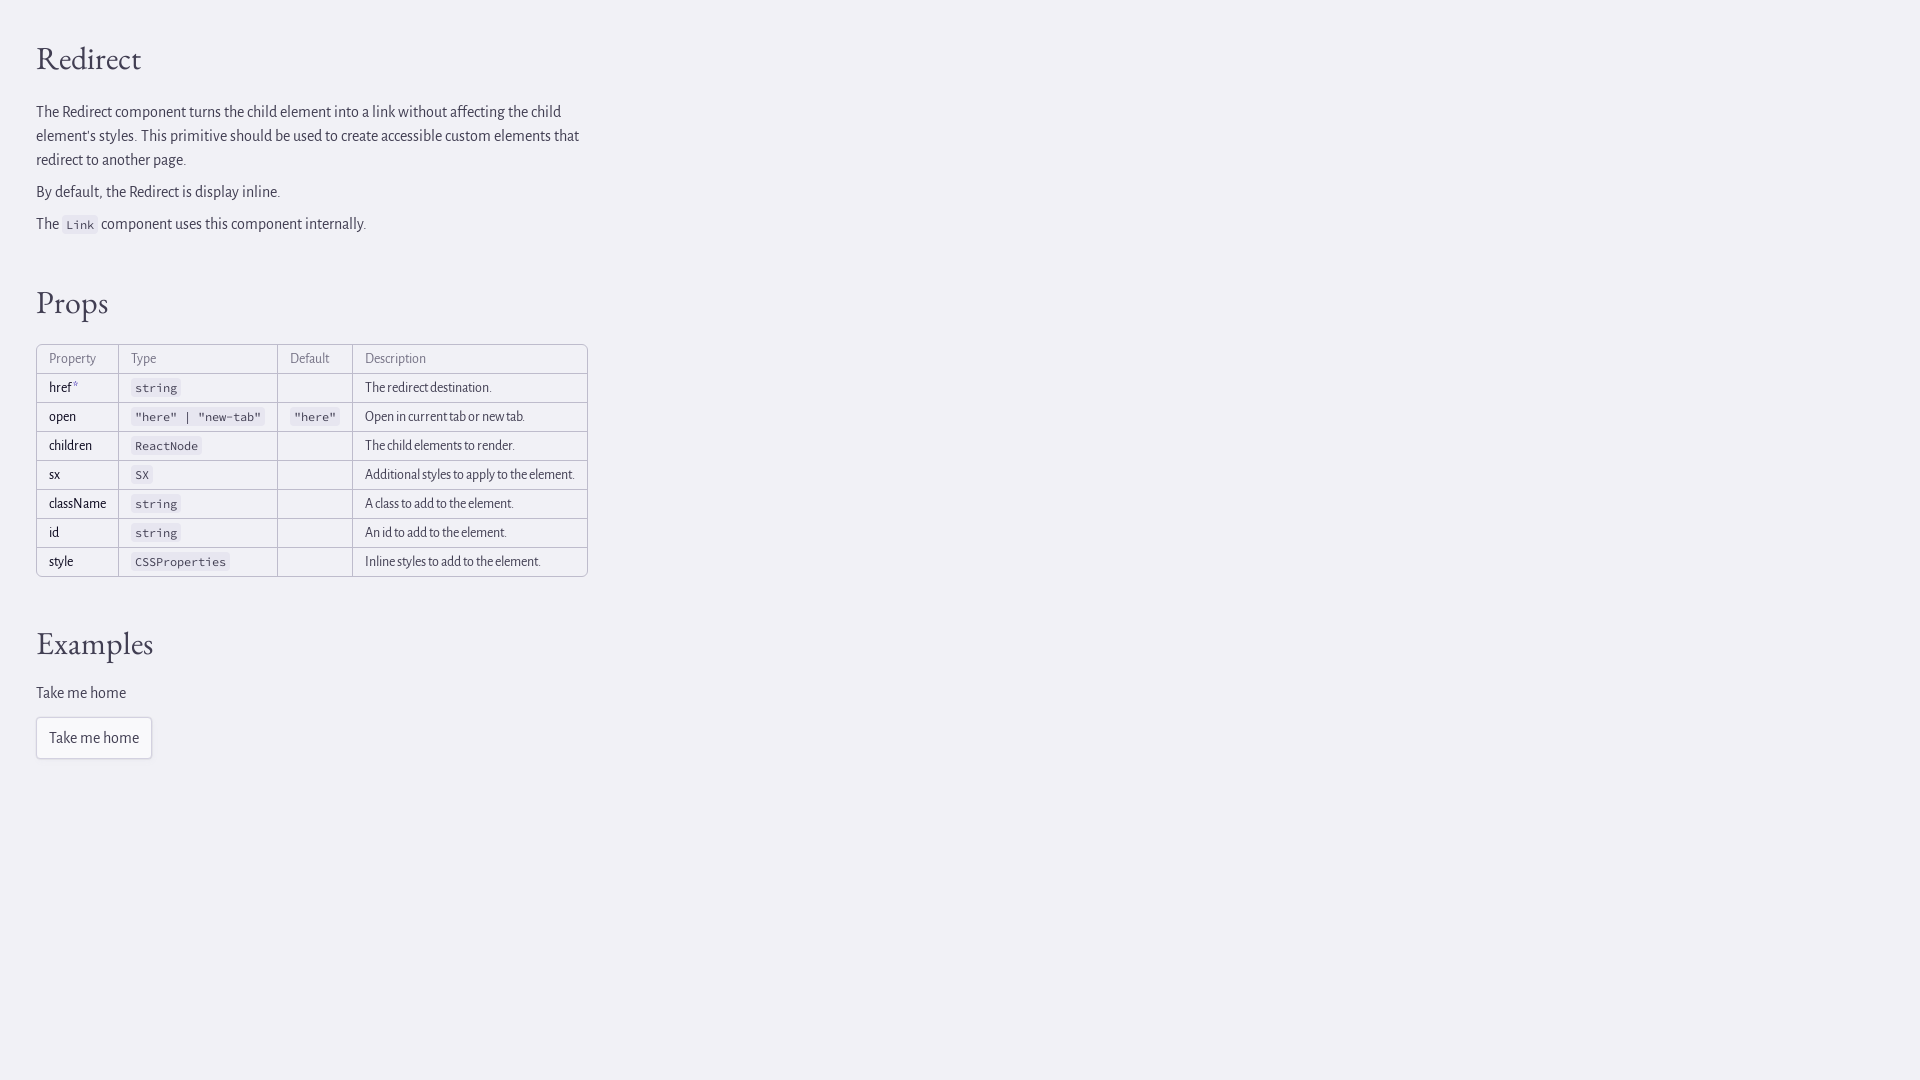 Redirect
The Redirect component turns the child element into a link without affecting the child
element's styles. This primitive should be used to create accessible custom elements that
redirect to another page.
By default, the Redirect is display inline.
The Link component uses this component internally.
Props
Property Type Default Description
href* string The redirect destination.
open "here" | "new-tab" "here" Open in current tab or new tab.
children ReactNode The child elements to render.
sx SX Additional styles to apply to the element.
className string A class to add to the element.
id string An id to add to the element.
style CSSProperties Inline styles to add to the element.
Examples
Take me home
Take me home